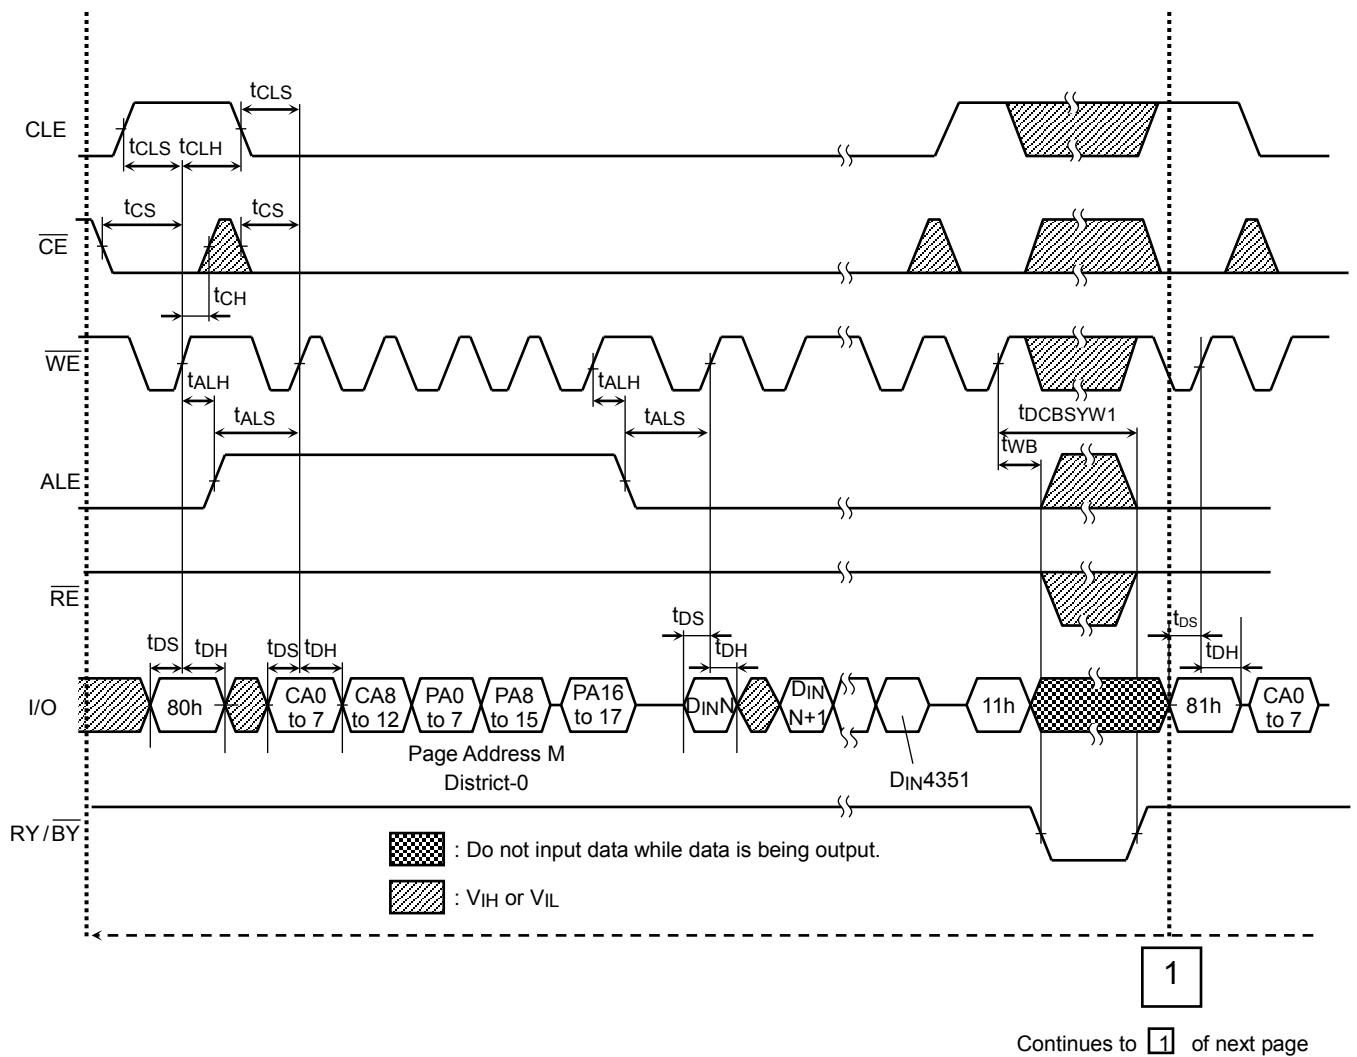 tCLS
CLE
tCLS tCLH
tCS tCS
CE
tCH
WE
tALH tALH
tALS tALS tDCBSYW1
tWB
ALE
RE
tDS tDH tDS tDH tDS tDH tDS tDH
I/O
80h
CA0 to 7
CA8 to 12
PA0 to 7
PA8 to 15
PA16 to 17
DINN
DIN N+1
11h
81h
CA0 to 7
Page Address M
District-0
DIN4351
RY/BY
: Do not input data while data is being output.
: VIH or VIL
1
Continues to 1 of next page